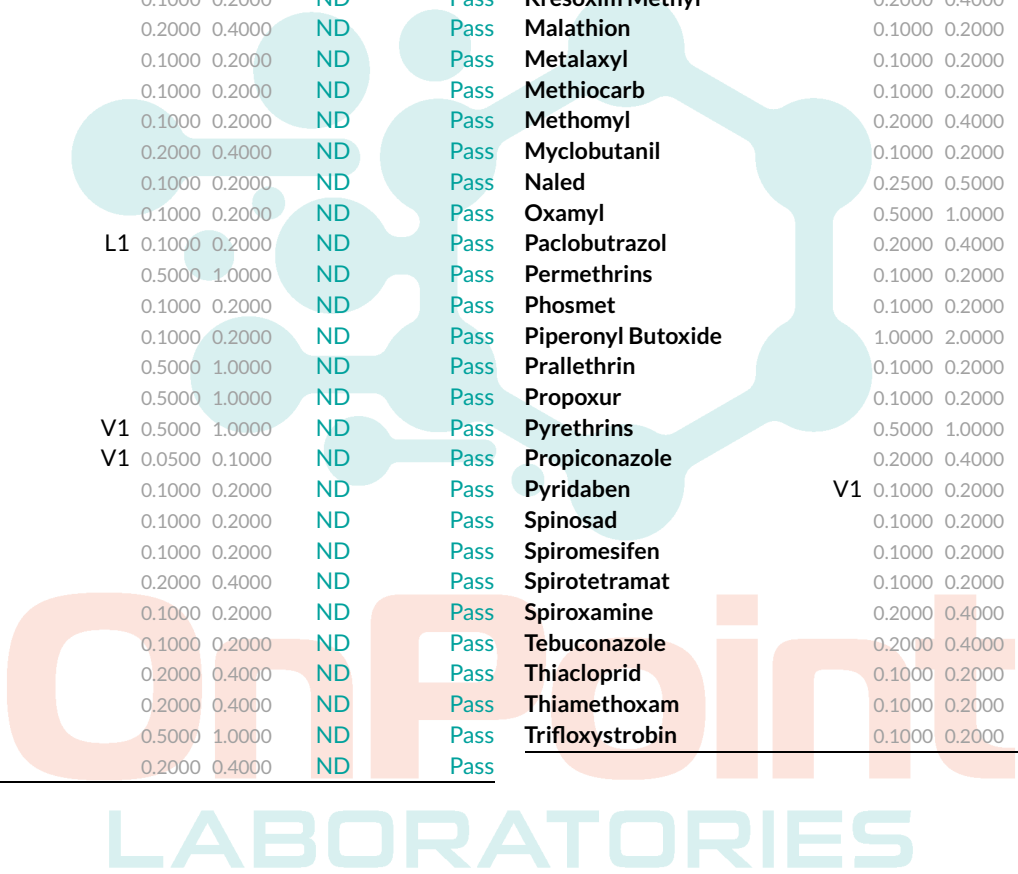 0.1000 0.2000 ND Pass Kresoxim Methyl 0.2000 0.4000
0.2000 0.4000 ND Pass Malathion 0.1000 0.2000
0.1000 0.2000 ND Pass Metalaxyl 0.1000 0.2000
0.1000 0.2000 ND Pass Methiocarb 0.1000 0.2000
0.1000 0.2000 ND Pass Methomyl 0.2000 0.4000
0.2000 0.4000 ND Pass Myclobutanil 0.1000 0.2000
0.1000 0.2000 ND Pass Naled 0.2500 0.5000
0.1000 0.2000 ND Pass Oxamyl 0.5000 1.0000
L1 0.1000 0.2000 ND Pass Paclobutrazol 0.2000 0.4000
0.5000 1.0000 ND Pass Permethrins 0.1000 0.2000
0.1000 0.2000 ND Pass Phosmet 0.1000 0.2000
0.1000 0.2000 ND Pass Piperonyl Butoxide 1.0000 2.0000
0.5000 1.0000 ND Pass Prallethrin 0.1000 0.2000
0.5000 1.0000 ND Pass Propoxur 0.1000 0.2000
V1 0.5000 1.0000 ND Pass Pyrethrins 0.5000 1.0000
V1 0.0500 0.1000 ND Pass Propiconazole 0.2000 0.4000
0.1000 0.2000 ND Pass Pyridaben V1 0.1000 0.2000
0.1000 0.2000 ND Pass Spinosad 0.1000 0.2000
0.1000 0.2000 ND Pass Spiromesifen 0.1000 0.2000
0.2000 0.4000 ND Pass Spirotetramat 0.1000 0.2000
0.1000 0.2000 ND Pass Spiroxamine 0.2000 0.4000
0.1000 0.2000 ND Pass Tebuconazole 0.2000 0.4000
0.2000 0.4000 ND Pass Thiacloprid 0.1000 0.2000
0.2000 0.4000 ND Pass Thiamethoxam 0.1000 0.2000
0.5000 1.0000 ND Pass Trifloxystrobin 0.1000 0.2000
0.2000 0.4000 ND Pass
OnPoint
LABORATORIES